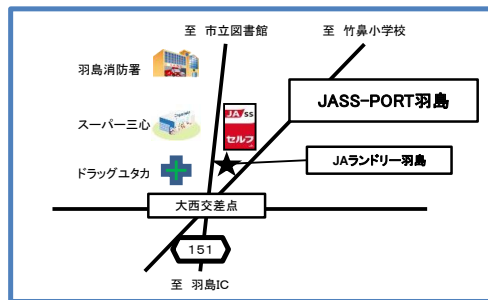 至 市立図書館
至 竹鼻小学校
羽島消防署
JASS-PORT羽島
スーパー三心
JA SS
セルフ
JAランドリー羽島
ドラッグユタカ
大西交差点
151
至 羽島IC